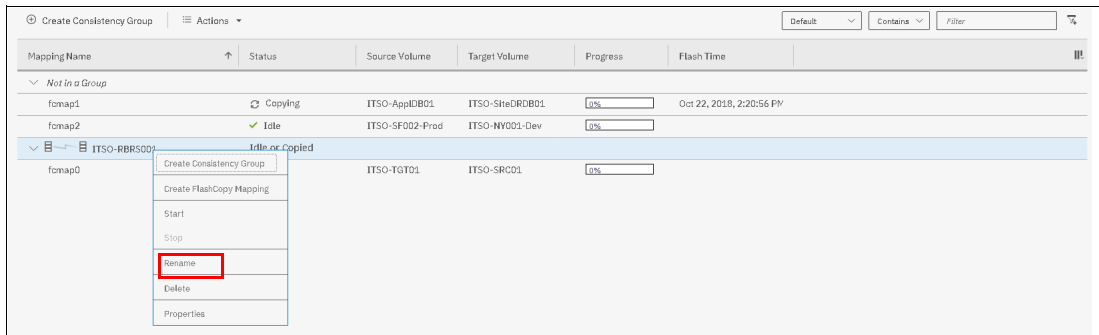 Create Consistency Group Actions Default Contains Filter
Mapping Name Status Source Volume Target Volume Progress Flash Time
Not in a Group
fcmap1 Copying ITSO-ApplDB01 ITSO-SiteDRDB01 0% Oct 22, 2018, 2:20:56 PM
fcmap2 Idle ITSO-SF002-Prod ITSO-NY001-Dev 0%
ITSO-RBRS001 Idle or Copied
fcmap0 ITSO-TGT01 ITSO-SRC01 0%
Create Consistency Group
Create FlashCopy Mapping
Start
Stop
Rename
Delete
Properties